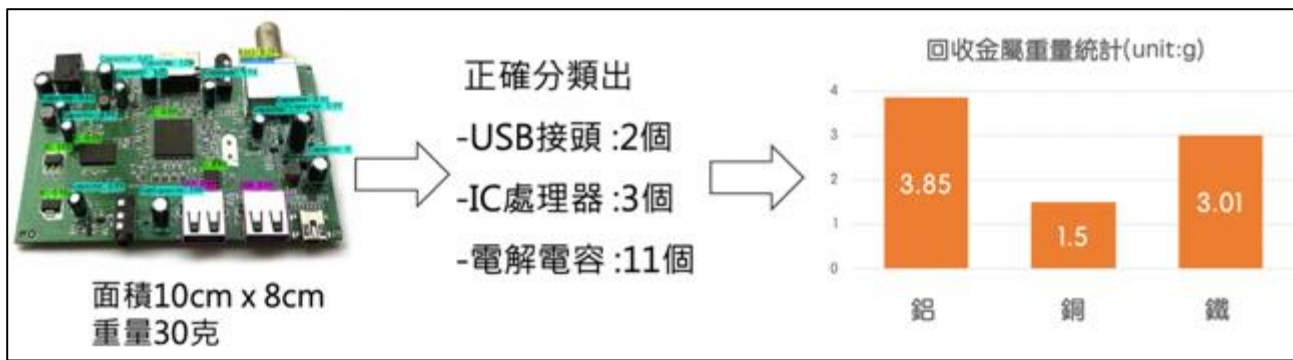 面積10cm x 8cm
重量30克
正確分類出
-USB接頭 :2個
-IC處理器 :3個
-電解電容 :11個
回收金屬重量統計(unit:g)
4
3
2
1
0
3.85
1.5
3.01
鋁
銅
鐵